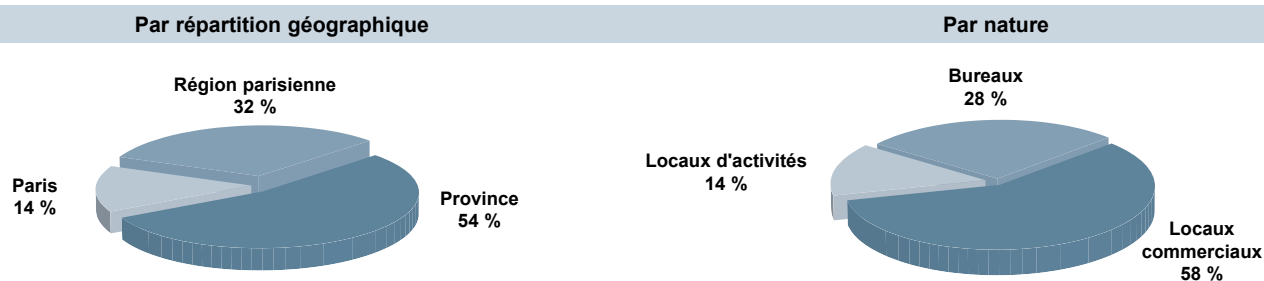 Par répartition géographique
Région parisienne
32 %
Paris
14 %
Province
54 %
Par nature
Bureaux
28 %
Locaux d'activités
14 %
Locaux
commerciaux
58 %